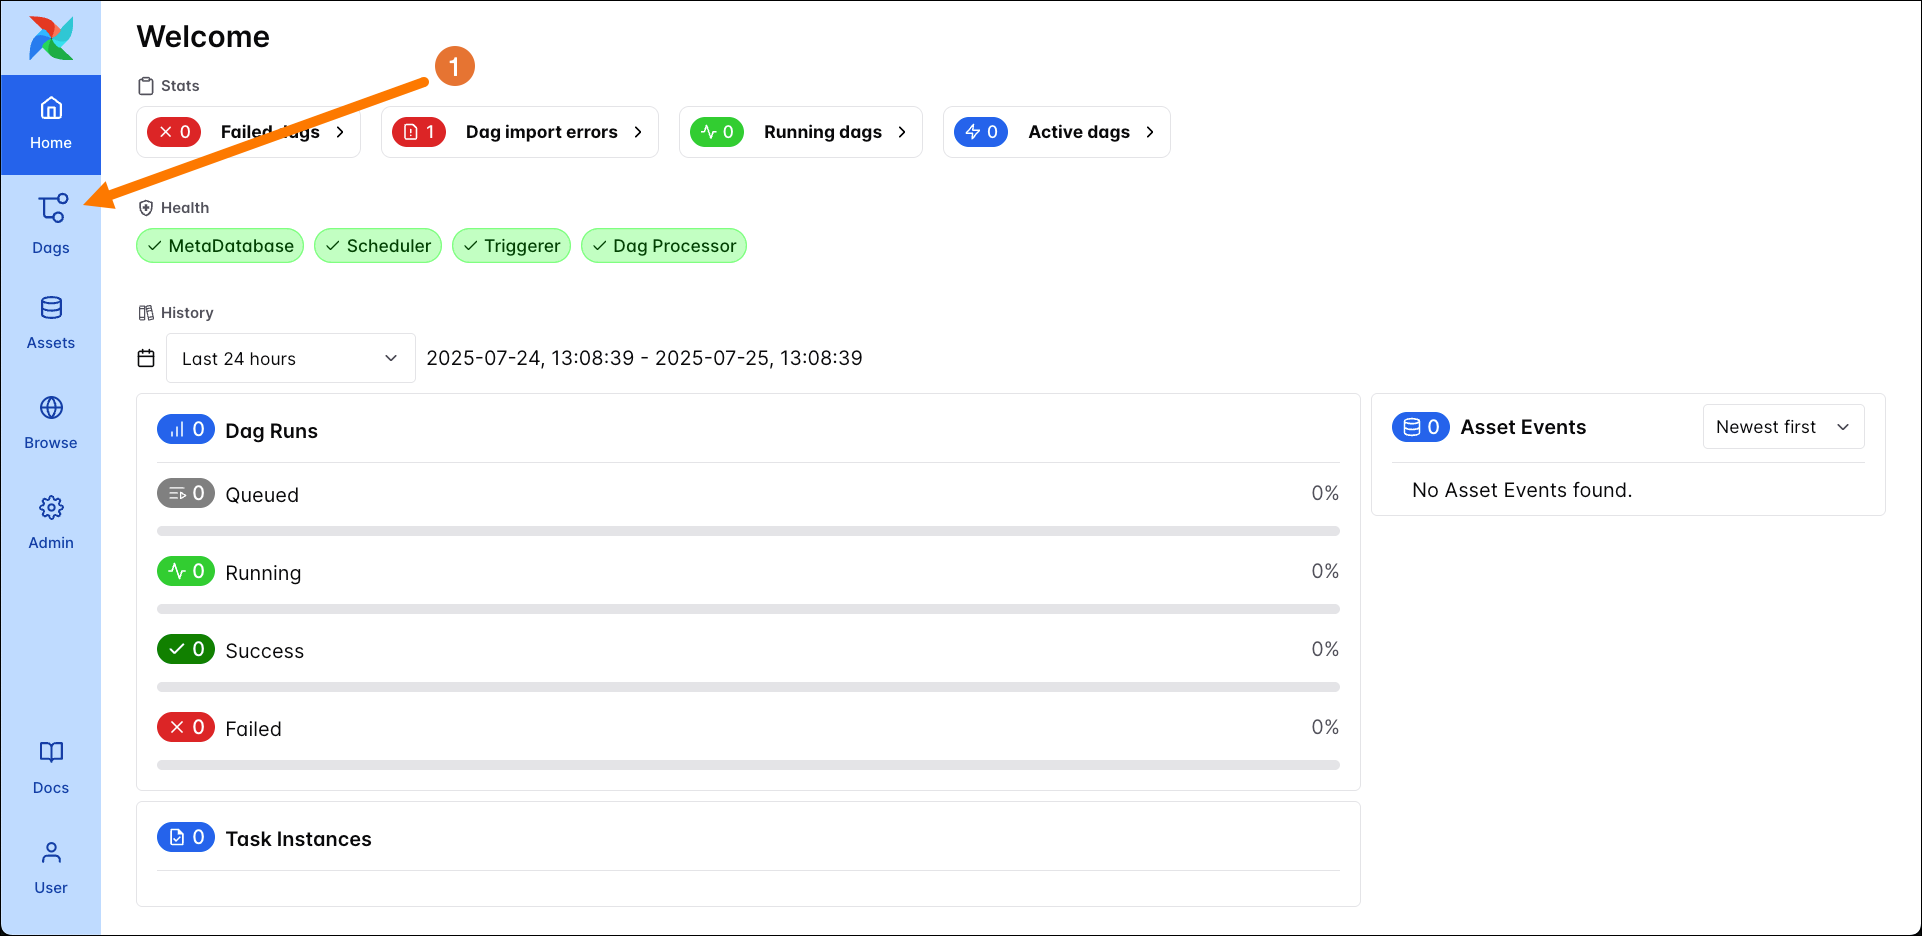 Welcome
1
Stats
0 Failed dags
1 Dag import errors
0 Running dags
0 Active dags
Home
Dags
Assets
Browse
Admin
Docs
User
Health
MetaDatabase
Scheduler
Triggerer
Dag Processor
History
Last 24 hours
2025-07-24, 13:08:39 - 2025-07-25, 13:08:39
0 Dag Runs
0 Queued 0%
0 Running 0%
0 Success 0%
0 Failed 0%
0 Task Instances
0 Asset Events
Newest first
No Asset Events found.